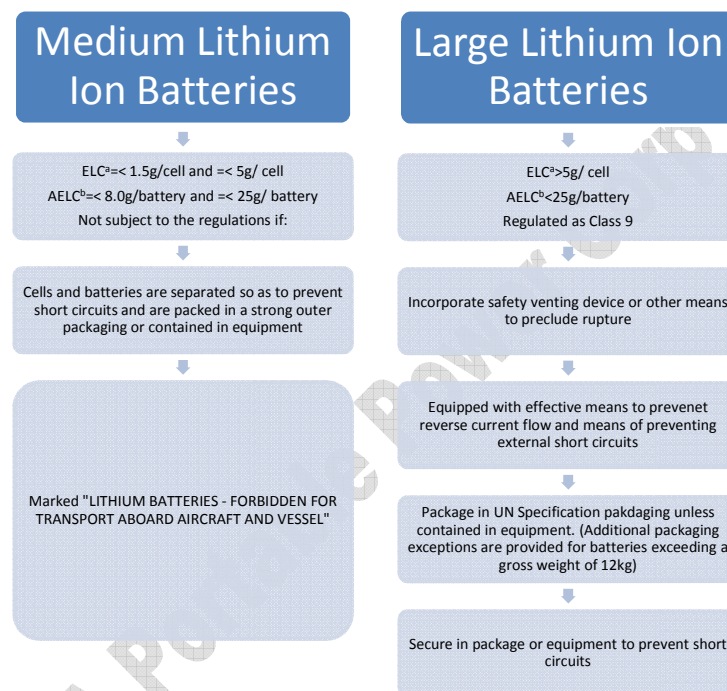 Medium Lithium
Ion Batteries
ELCᵃ=< 1.5g/cell and =< 5g/ cell
AELCᵇ=< 8.0g/battery and =< 25g/ battery
Not subject to the regulations if:
Cells and batteries are separated so as to prevent
short circuits and are packed in a strong outer
packaging or contained in equipment
Marked "LITHIUM BATTERIES - FORBIDDEN FOR
TRANSPORT ABOARD AIRCRAFT AND VESSEL"
Large Lithium Ion
Batteries
ELCᵃ>5g/ cell
AELCᵇ<25g/battery
Regulated as Class 9
Incorporate safety venting device or other means
to preclude rupture
Equipped with effective means to prevenet
reverse current flow and means of preventing
external short circuits
Package in UN Specification pakdaging unless
contained in equipment. (Additional packaging
exceptions are provided for batteries exceeding a
gross weight of 12kg)
Secure in package or equipment to prevent short
circuits
Portable Power Corp